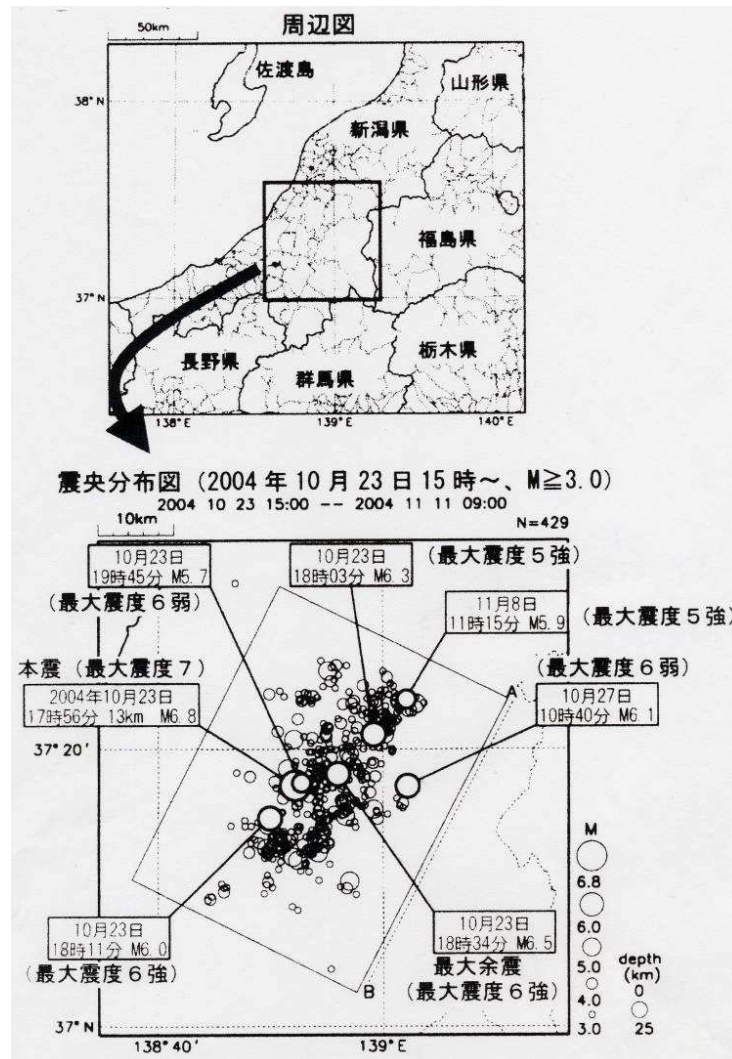 周辺図
50km
佐渡島
山形県
38°N
新潟県
福島県
37°N
長野県
群馬県
栃木県
138°E
139°E
140°E
震央分布図(2004年10月23日15時～、M≧3.0)
2004 10 23 15:00 -- 2004 11 11 09:00
10km
N=429
10月23日
19時45分 M5.7
(最大震度6弱)
10月23日
18時03分 M6.3
(最大震度5強)
11月8日
11時15分 M5.9
(最大震度5強)
本震(最大震度7)
2004年10月23日
17時56分 13km M6.8
(最大震度6弱)
10月27日
10時40分 M6.1
A
37°20'
10月23日
18時11分 M6.0
(最大震度6強)
10月23日
18時34分 M6.5
最大余震
(最大震度6強)
B
M
6.8
6.0
5.0
4.0
3.0
depth
(km)
0
25
37°N
138°40'
139°E